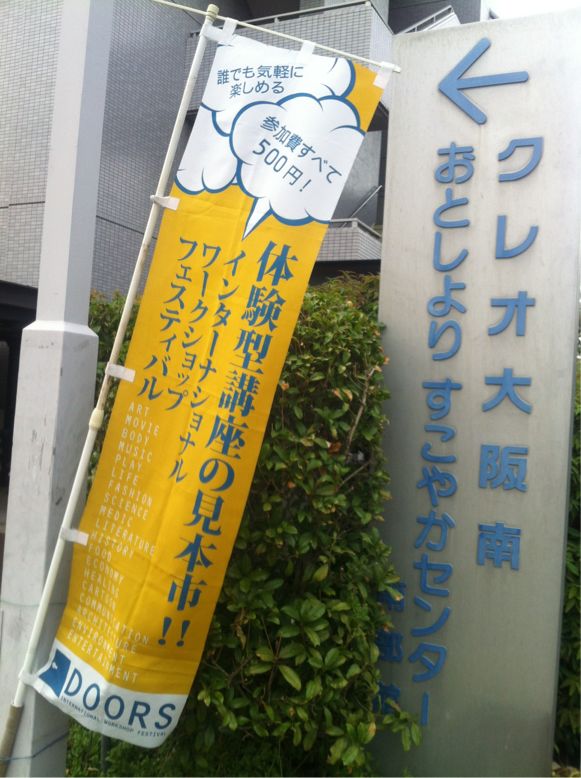 誰でも気軽に
楽しめる
参加費すべて
500円！
体験型講座の見本市!!
インターナショナル
ワークショップ
フェスティバル
ART
MOVIE
BODY
MUSIC
PLAY
LIFE
FASHION
SCIENCE
MEDIC
LITERATURE
HISTORY
FOOD
ECONOMY
HEALING
CAREER
COMMUNICATION
ARCHITECTURE
ENVIRONMENT
ENTERTAINMENT
DOORS
INTERNATIONAL WORKSHOP FESTIVAL
クレオ大阪南
おとしよりすこやかセンター
南部館